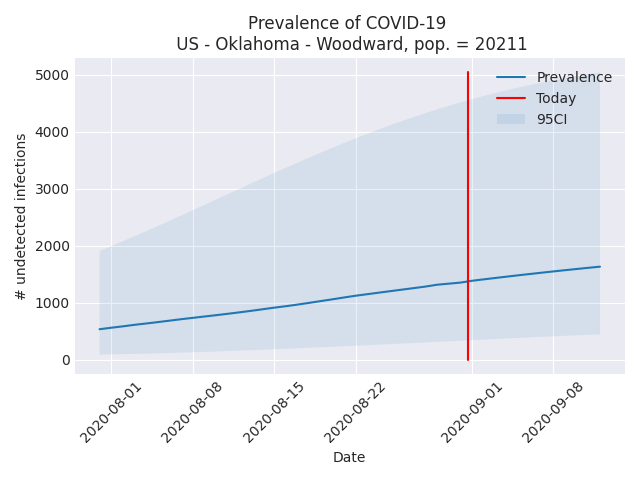 Prevalence of COVID-19
US - Oklahoma - Woodward, pop. = 20211
5000
4000
3000
2000
1000
0
# undetected infections
Prevalence
Today
95CI
2020-08-01
2020-08-08
2020-08-15
2020-08-22
2020-09-01
2020-09-08
Date